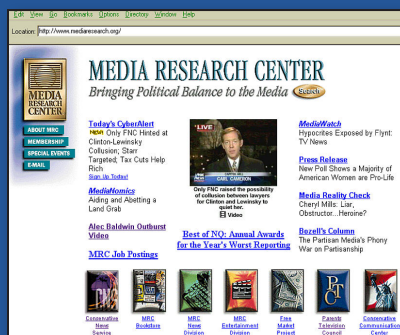 Edit View Go Bookmarks Options Directory Window Help
Location: http://www.mediaresearch.org/
MEDIA RESEARCH CENTER
Bringing Political Balance to the Media Search
MEDIA
RESEARCH
CENTER
ABOUT MRC
MEMBERSHIP
SPECIAL EVENTS
E-MAIL
Today's CyberAlert
NEW Only FNC Hinted at
Clinton-Lewinsky
Collusion; Starr
Targeted; Tax Cuts Help
Rich
Sign Up Today!
MediaNomics
Aiding and Abetting a
Land Grab
Alec Baldwin Outburst
Video
MRC Job Postings
LIVE
CARL CAMERON
Only FNC raised the possibility
of collusion between lawyers
for Clinton and Lewinsky to
quiet her.
Video
Best of NQ: Annual Awards
for the Year's Worst Reporting
MediaWatch
Hypocrites Exposed by Flynt:
TV News
Press Release
New Poll Shows a Majority of
American Women are Pro-Life
Media Reality Check
Cheryl Mills: Liar,
Obstructor...Heroine?
Bozell's Column
The Partisan Media's Phony
War on Partisanship
CNS
PTC
Conservative
News
Service
MRC
Bookstore
MRC
News
Division
MRC
Entertainment
Division
Free
Market
Project
Parents
Television
Council
Conservative
Communications
Center